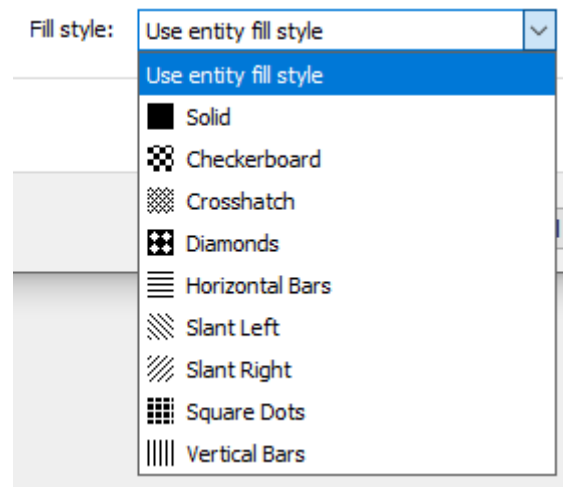 Fill style: Use entity fill style
Use entity fill style
Solid
Checkerboard
Crosshatch
Diamonds
Horizontal Bars
Slant Left
Slant Right
Square Dots
Vertical Bars